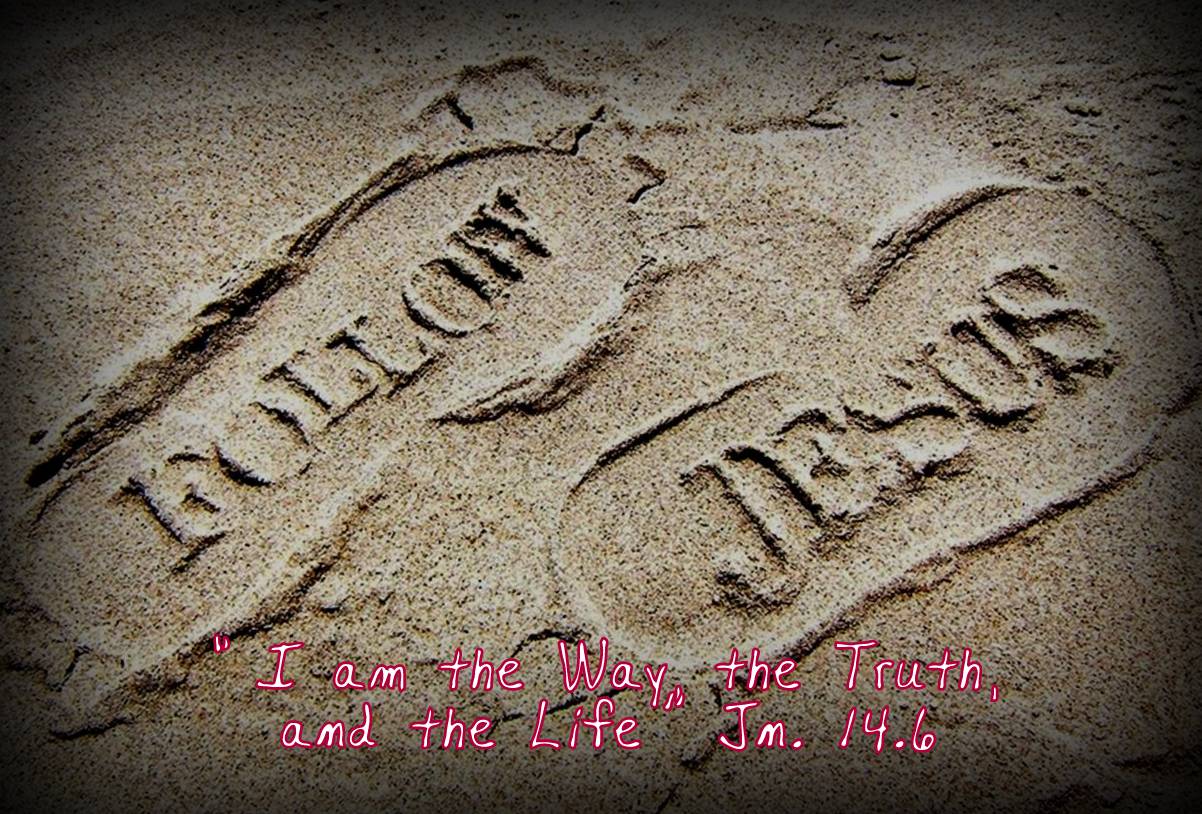 FOLLOW
JESUS
" I am the Way, the Truth,
and the Life" Jn. 14.6